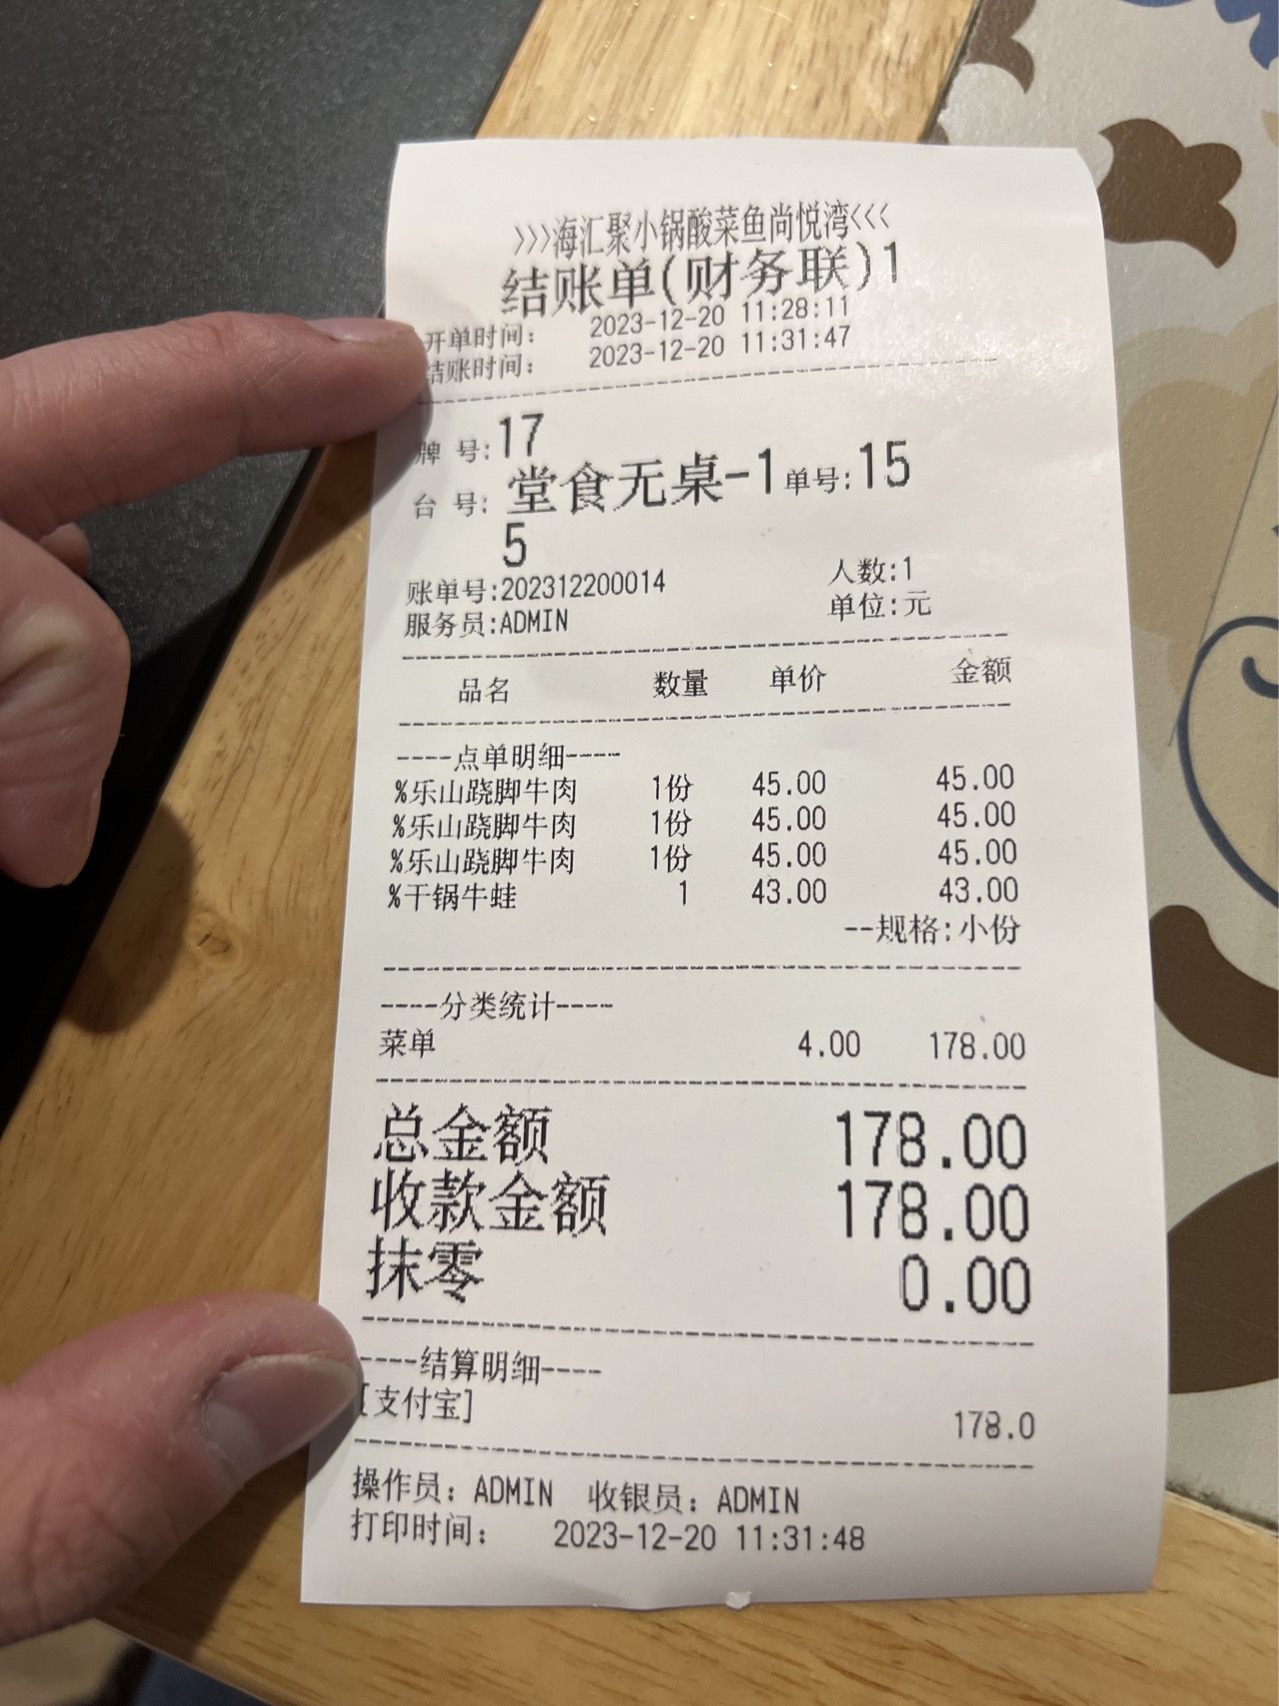 >>>海汇聚小锅酸菜鱼尚悦湾<<<
结账单(财务联)1
开单时间: 2023-12-20 11:28:11
结账时间: 2023-12-20 11:31:47
牌 号:17
台 号: 堂食无桌-1单号:15
5
账单号:202312200014 人数:1
服务员:ADMIN 单位:元
品名 数量 单价 金额
----点单明细----
%乐山跷脚牛肉 1份 45.00 45.00
%乐山跷脚牛肉 1份 45.00 45.00
%乐山跷脚牛肉 1份 45.00 45.00
%干锅牛蛙 1 43.00 43.00
--规格:小份
----分类统计----
菜单 4.00 178.00
总金额 178.00
收款金额 178.00
抹零 0.00
----结算明细----
[支付宝] 178.0
操作员: ADMIN 收银员: ADMIN
打印时间: 2023-12-20 11:31:48